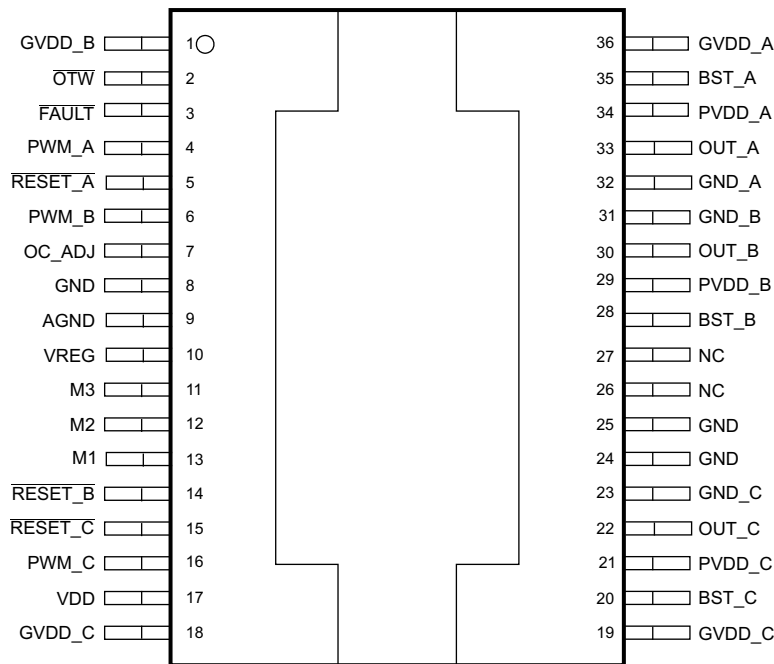 GVDD_B 1 36 GVDD_A
OTW 2 35 BST_A
FAULT 3 34 PVDD_A
PWM_A 4 33 OUT_A
RESET_A 5 32 GND_A
PWM_B 6 31 GND_B
OC_ADJ 7 30 OUT_B
GND 8 29 PVDD_B
AGND 9 28 BST_B
VREG 10 27 NC
M3 11 26 NC
M2 12 25 GND
M1 13 24 GND
RESET_B 14 23 GND_C
RESET_C 15 22 OUT_C
PWM_C 16 21 PVDD_C
VDD 17 20 BST_C
GVDD_C 18 19 GVDD_C